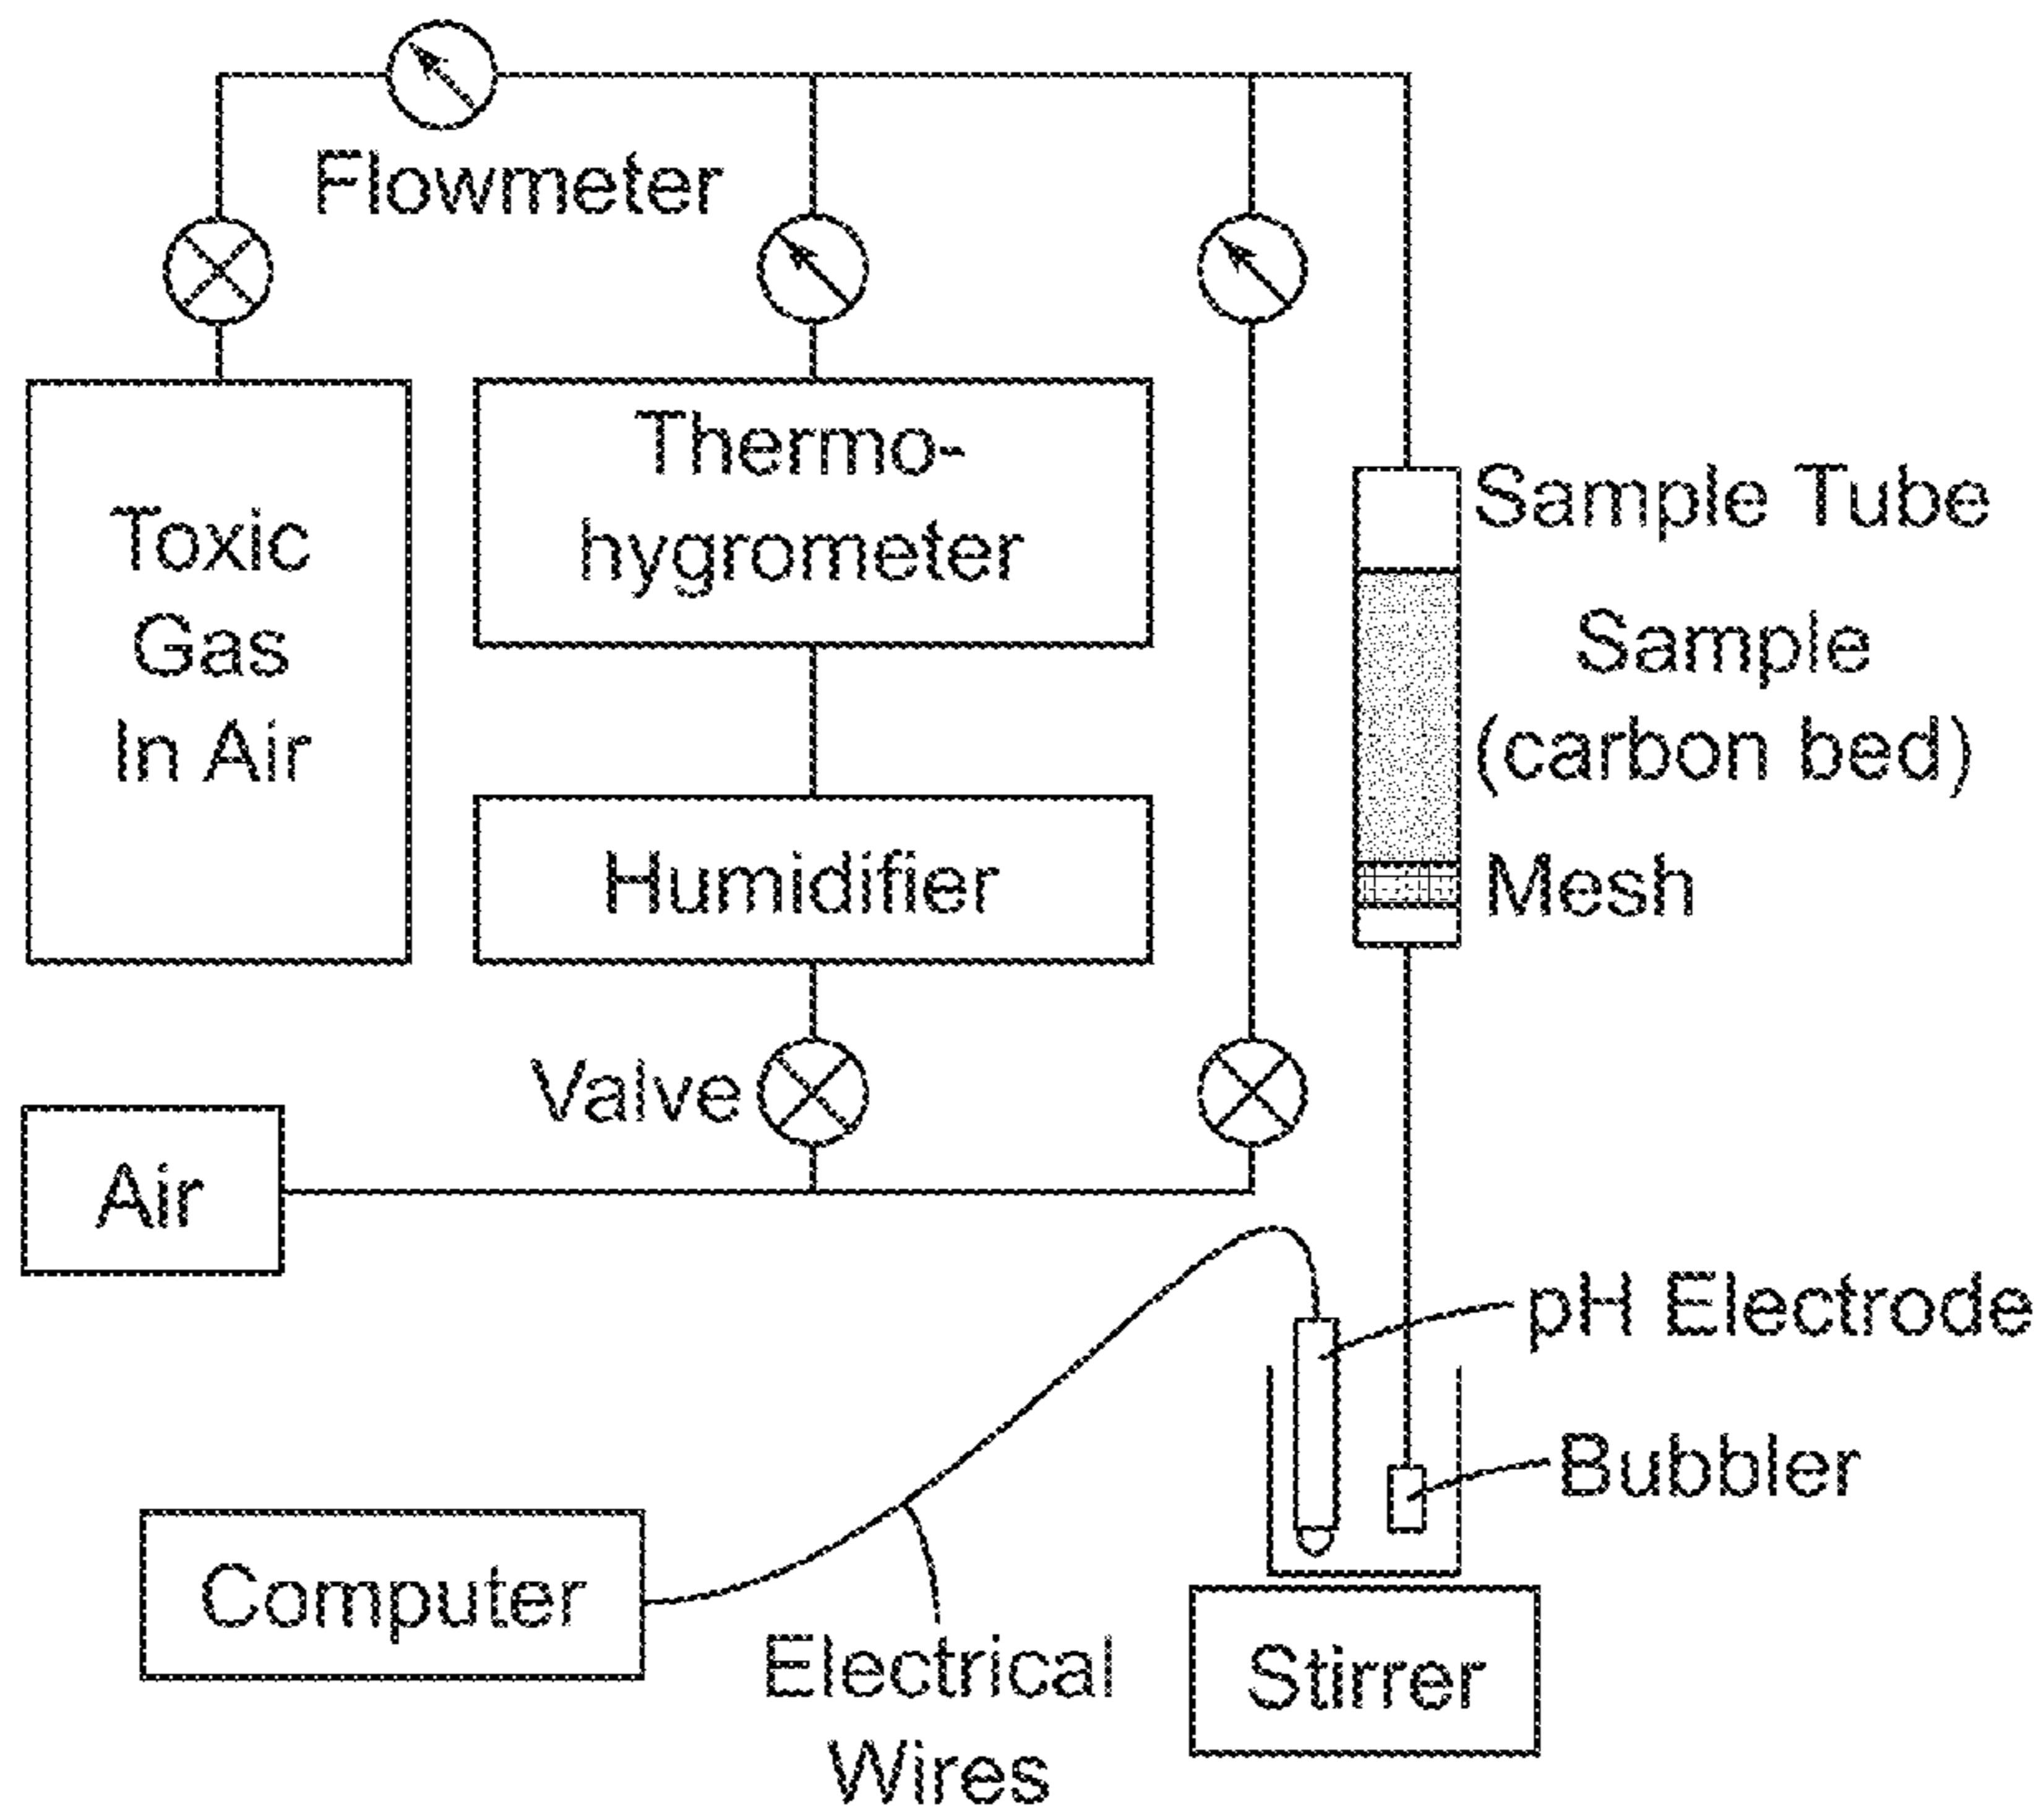 Flowmeter
Toxic
Gas
In Air
Thermo-
hygrometer
Humidifier
Valve
Air
Sample Tube
Sample
(carbon bed)
Mesh
pH Electrode
Bubbler
Computer
Electrical
Wires
Stirrer